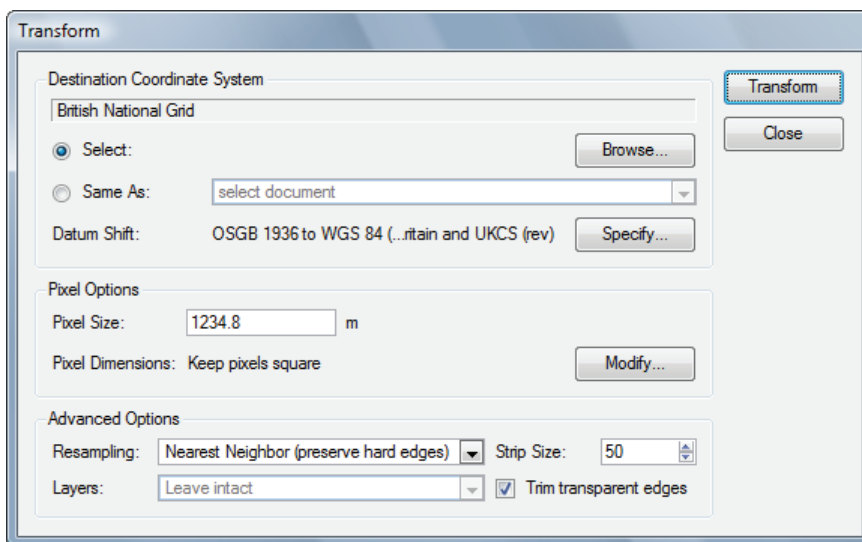 Transform
Destination Coordinate System
Transform
British National Grid
Close
Select:
Browse...
Same As:
select document
Datum Shift:
OSGB 1936 to WGS 84 (...ritain and UKCS (rev)
Specify...
Pixel Options
Pixel Size:
1234.8
m
Pixel Dimensions:
Keep pixels square
Modify...
Advanced Options
Resampling:
Nearest Neighbor (preserve hard edges)
Strip Size:
50
Layers:
Leave intact
Trim transparent edges